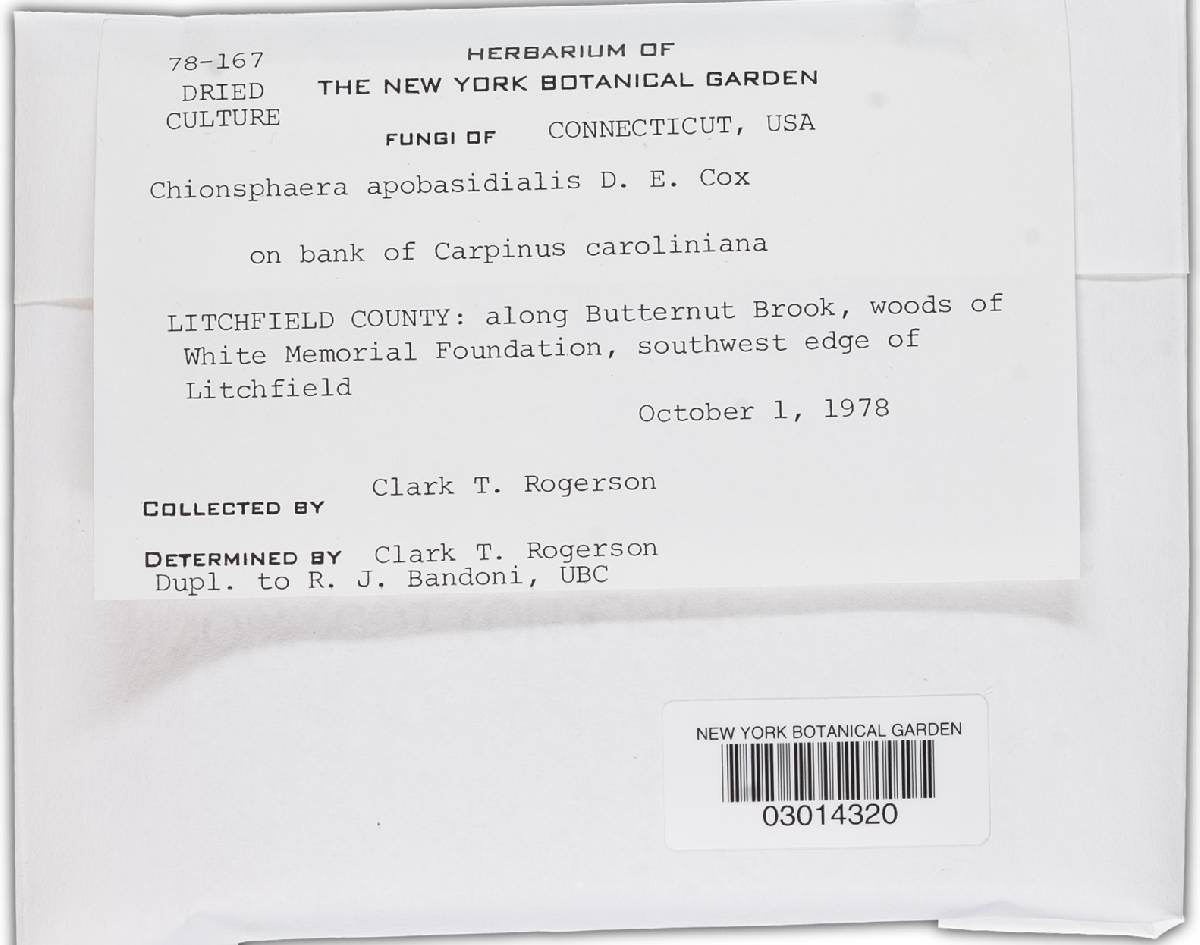 78-167
DRIED
CULTURE
HERBARIUM OF
THE NEW YORK BOTANICAL GARDEN
FUNGI OF CONNECTICUT, USA
Chionsphaera apobasidialis D. E. Cox
on bank of Carpinus caroliniana
LITCHFIELD COUNTY: along Butternut Brook, woods of
White Memorial Foundation, southwest edge of
Litchfield
October 1, 1978
COLLECTED BY Clark T. Rogerson
DETERMINED BY Clark T. Rogerson
Dupl. to R. J. Bandoni, UBC
NEW YORK BOTANICAL GARDEN
03014320